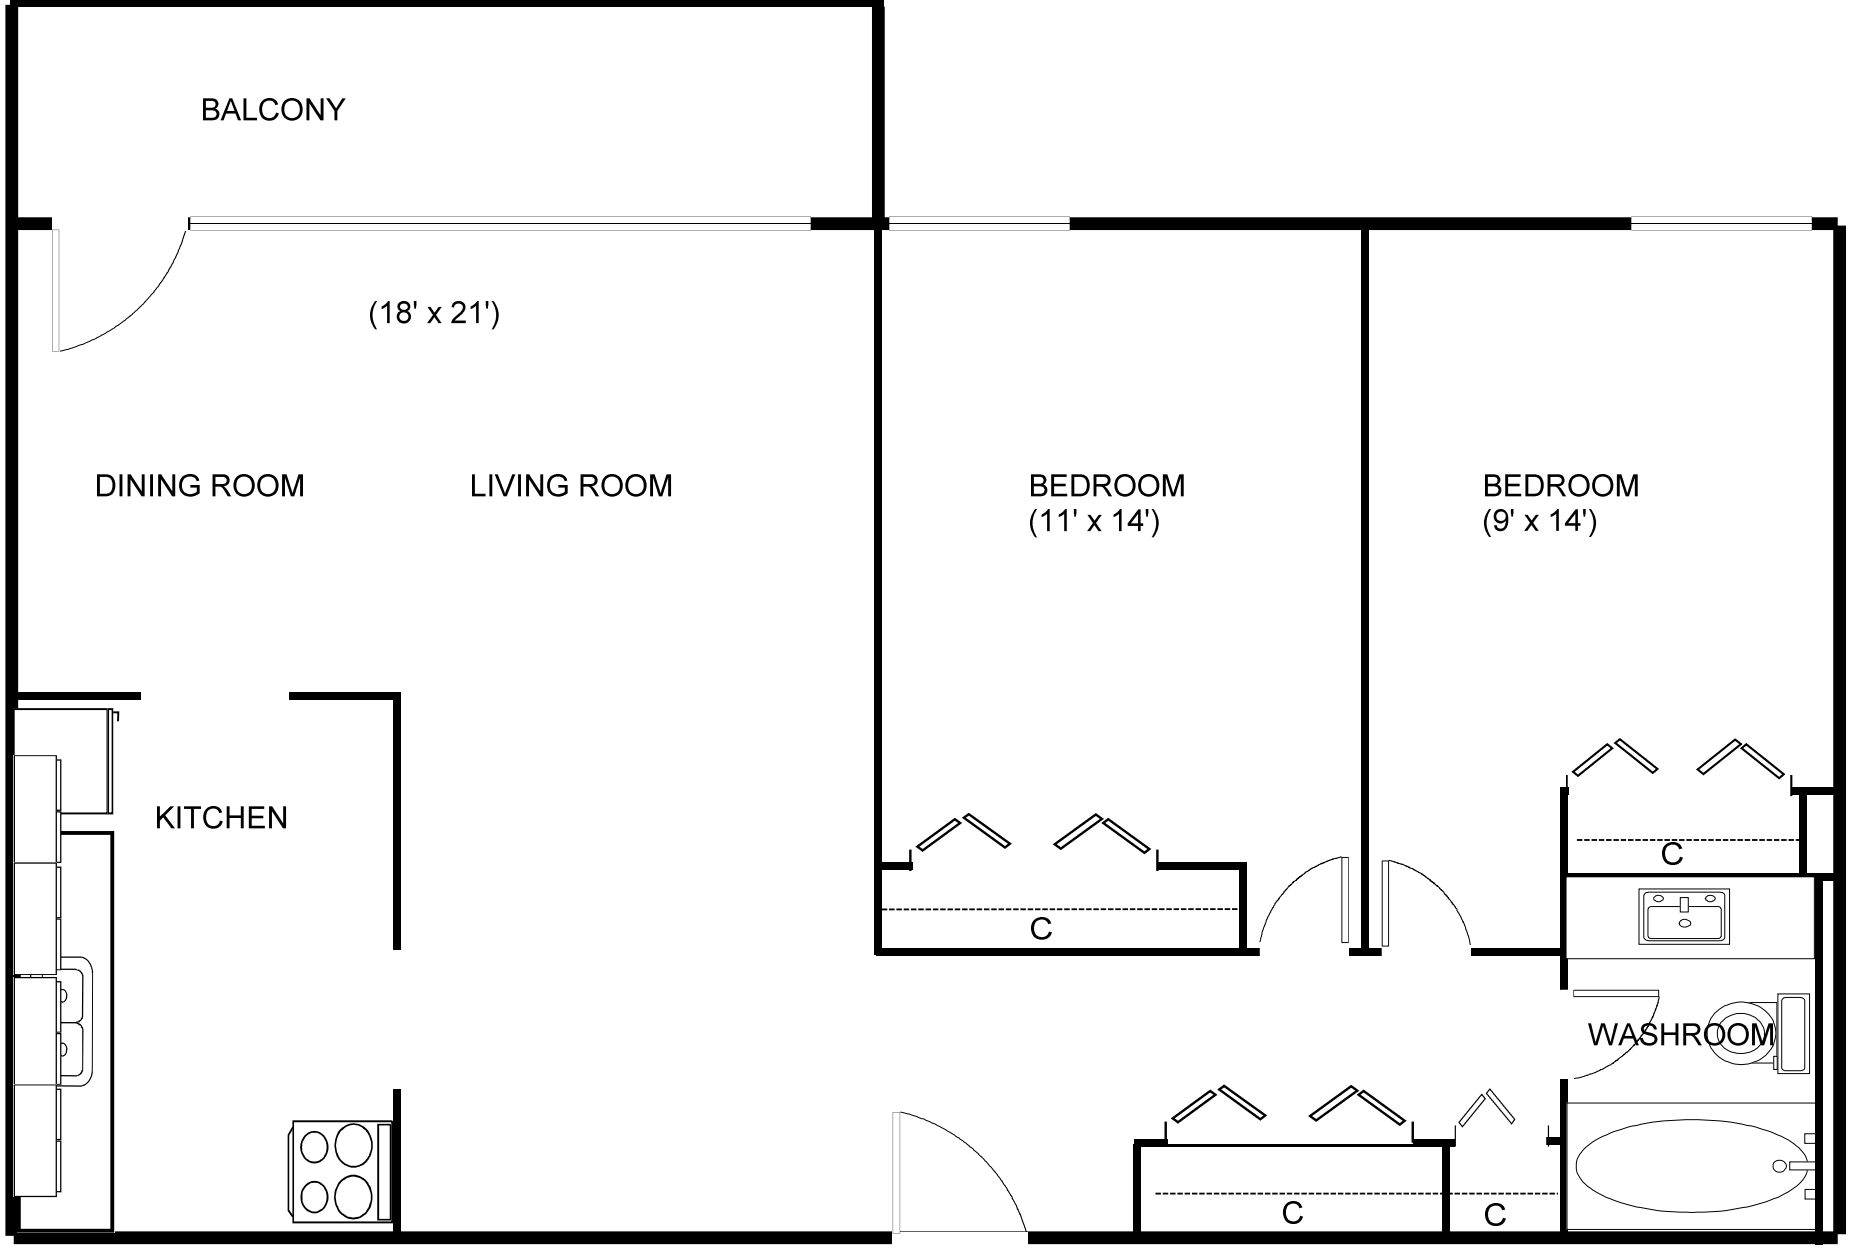 BALCONY
(18' x 21')
DINING ROOM
LIVING ROOM
BEDROOM
(11' x 14')
BEDROOM
(9' x 14')
KITCHEN
C
C
WASHROOM
C
C